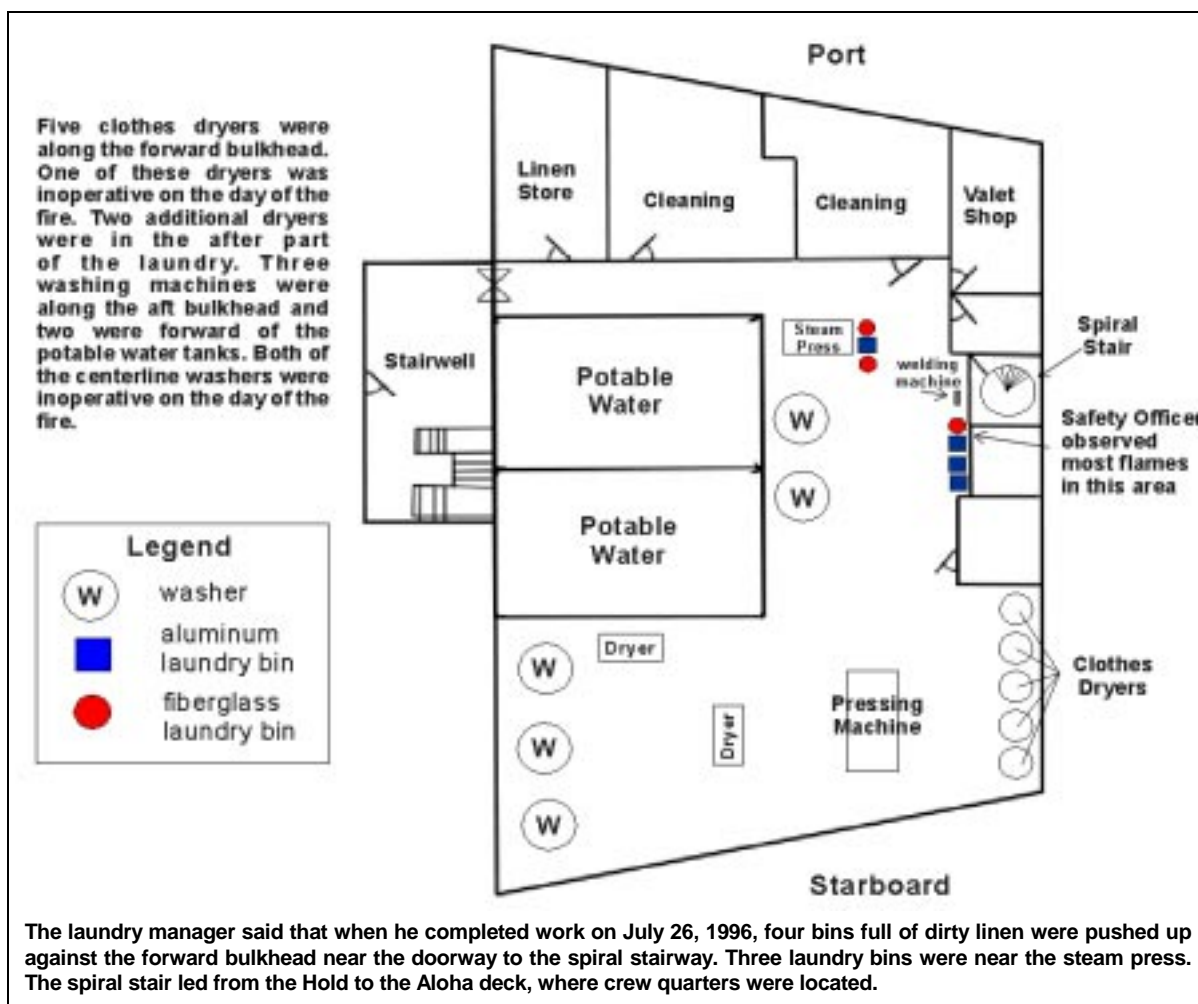 Port
Five clothes dryers were
along the forward bulkhead.
One of these dryers was
inoperative on the day of the
fire. Two additional dryers
were in the after part
of the laundry. Three
washing machines were
along the aft bulkhead and
two were forward of the
potable water tanks. Both of
the centerline washers were
inoperative on the day of the
fire.
Linen
Store
Cleaning
Cleaning
Valet
Shop
Stairwell
Potable
Water
Steam
Press
welding
machine
Spiral
Stair
W
W
Safety Officer
observed
most flames
in this area
Potable
Water
Legend
W washer
aluminum
laundry bin
fiberglass
laundry bin
Dryer
W
W
W
Dryer
Pressing
Machine
Clothes
Dryers
Starboard
The laundry manager said that when he completed work on July 26, 1996, four bins full of dirty linen were pushed up
against the forward bulkhead near the doorway to the spiral stairway. Three laundry bins were near the steam press.
The spiral stair led from the Hold to the Aloha deck, where crew quarters were located.